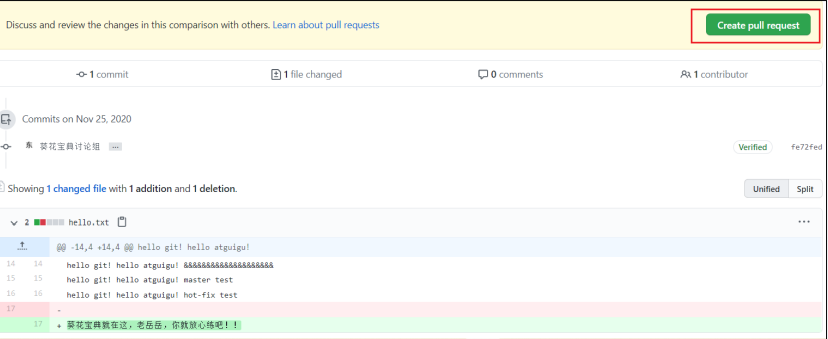 Discuss and review the changes in this comparison with others. Learn about pull requests
Create pull request
1 commit
1 file changed
0 comments
1 contributor
Commits on Nov 25, 2020
葵花宝典讨论组 ...
Verified
fe72fed
Showing 1 changed file with 1 addition and 1 deletion.
Unified
Split
2 hello.txt
@@ -14,4 +14,4 @@ hello git! hello atguigu!
14 14 hello git! hello atguigu! &&&&&&&&&&&&&&&&&&&&
15 15 hello git! hello atguigu! master test
16 16 hello git! hello atguigu! hot-fix test
17 -
17 + 葵花宝典就在这，老岳岳，你就放心练吧！！